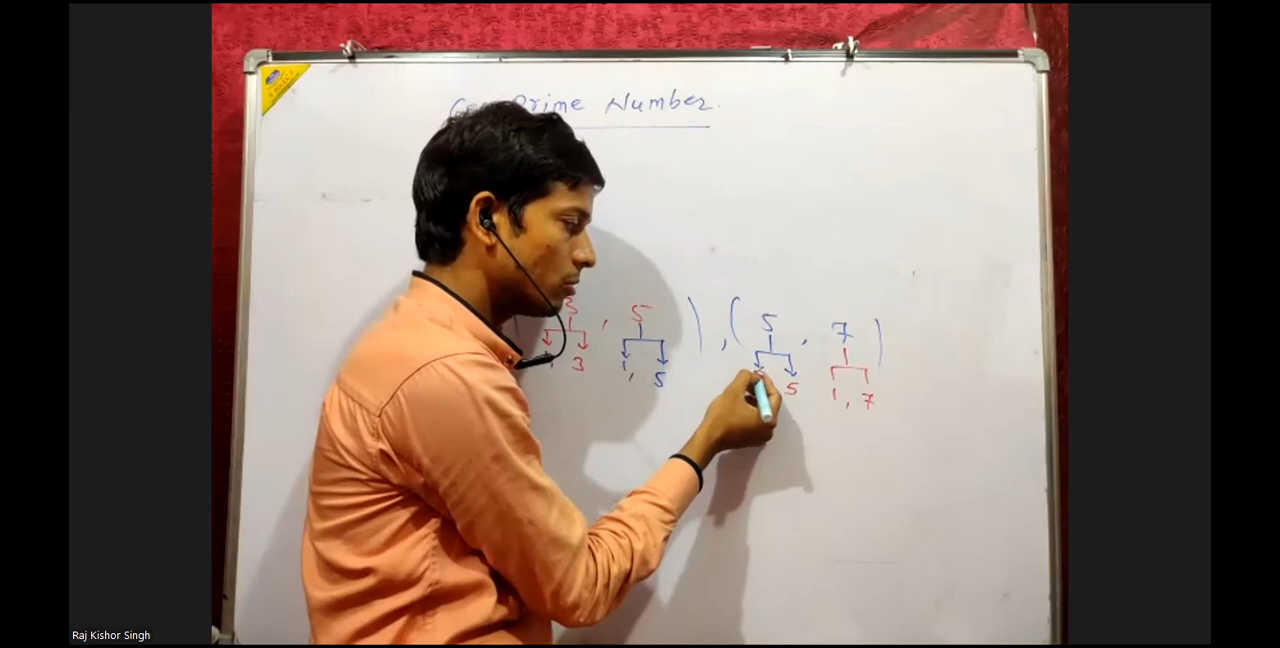 Prime Number.
3 , 5 ) , ( 5 , 7 )
, 3 1, 5 5 1, 7
Raj Kishor Singh